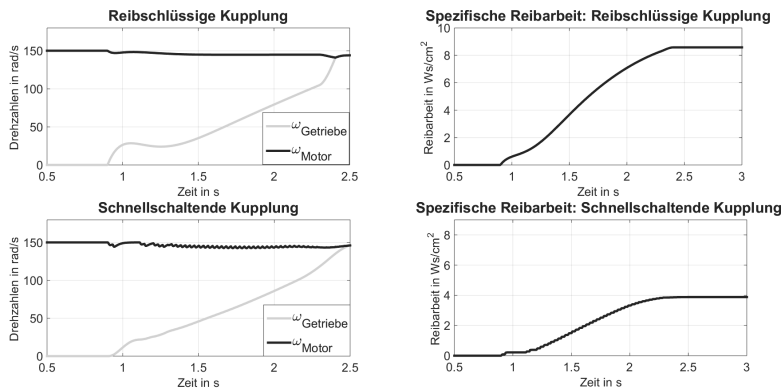 Reibschlüssige Kupplung
Drehzahlen in rad/s
150
100
50
0
0.5
1
1.5
2
2.5
Zeit in s
ωGetriebe
ωMotor
Spezifische Reibarbeit: Reibschlüssige Kupplung
Reibarbeit in Ws/cm²
10
8
6
4
2
0
0.5
1
1.5
2
2.5
3
Zeit in s
Schnellschaltende Kupplung
Drehzahlen in rad/s
150
100
50
0
0.5
1
1.5
2
2.5
Zeit in s
ωGetriebe
ωMotor
Spezifische Reibarbeit: Schnellschaltende Kupplung
Reibarbeit in Ws/cm²
8
6
4
2
0
0.5
1
1.5
2
2.5
3
Zeit in s